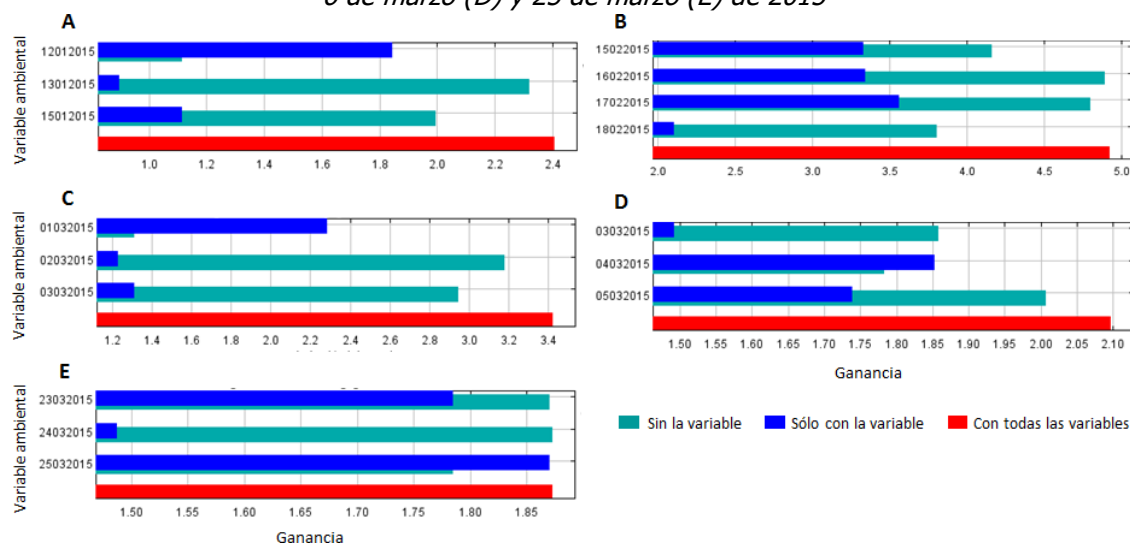 6 de marzo (D) y 25 de marzo (E) de 2015
A
Variable ambiental
12012015
13012015
15012015
1.0 1.2 1.4 1.6 1.8 2.0 2.2 2.4
B
15022015
16022015
17022015
18022015
2.0 2.5 3.0 3.5 4.0 4.5 5.0
C
Variable ambiental
01032015
02032015
03032015
1.2 1.4 1.6 1.8 2.0 2.2 2.4 2.6 2.8 3.0 3.2 3.4
D
03032015
04032015
05032015
1.50 1.55 1.60 1.65 1.70 1.75 1.80 1.85 1.90 1.95 2.00 2.05 2.10
Ganancia
E
Variable ambiental
23032015
24032015
25032015
1.50 1.55 1.60 1.65 1.70 1.75 1.80 1.85
Ganancia
Sin la variable Sólo con la variable Con todas las variables